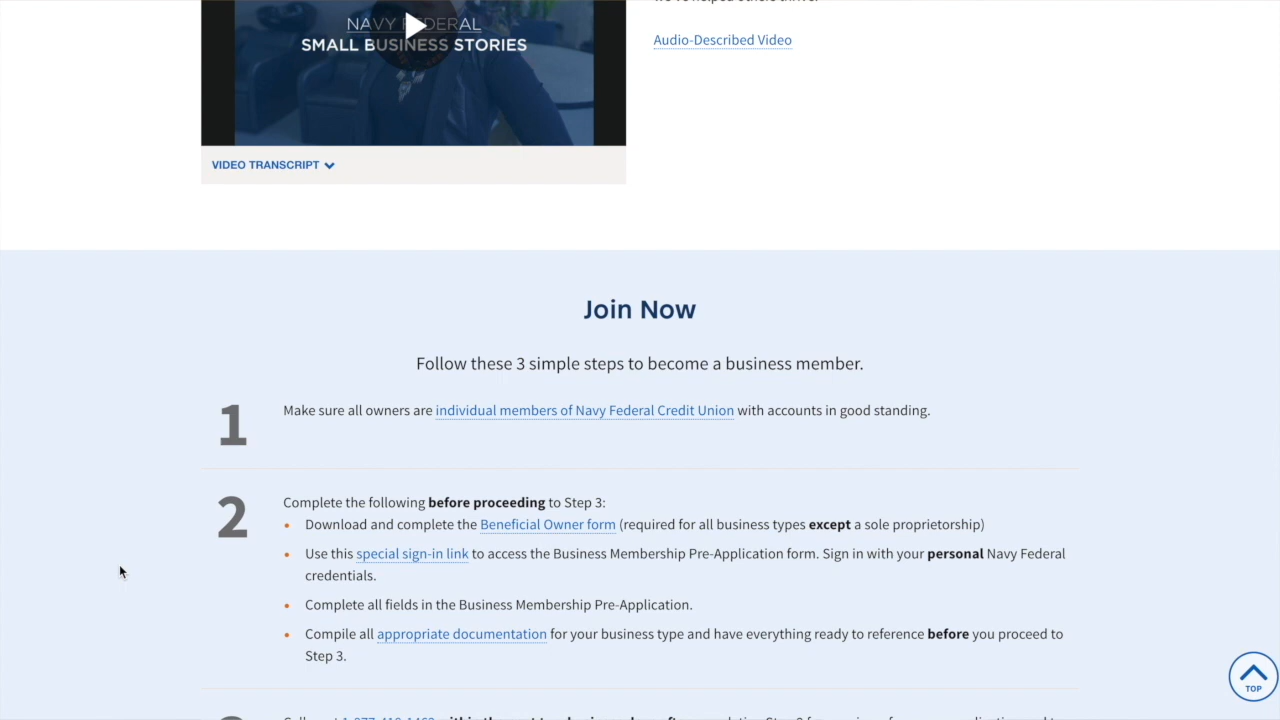 NAVY FEDERAL
SMALL BUSINESS STORIES
Audio-Described Video
VIDEO TRANSCRIPT
Join Now
Follow these 3 simple steps to become a business member.
1
Make sure all owners are individual members of Navy Federal Credit Union with accounts in good standing.
2
Complete the following before proceeding to Step 3:
• Download and complete the Beneficial Owner form (required for all business types except a sole proprietorship)
• Use this special sign-in link to access the Business Membership Pre-Application form. Sign in with your personal Navy Federal
credentials.
• Complete all fields in the Business Membership Pre-Application.
• Compile all appropriate documentation for your business type and have everything ready to reference before you proceed to
Step 3.
TOP